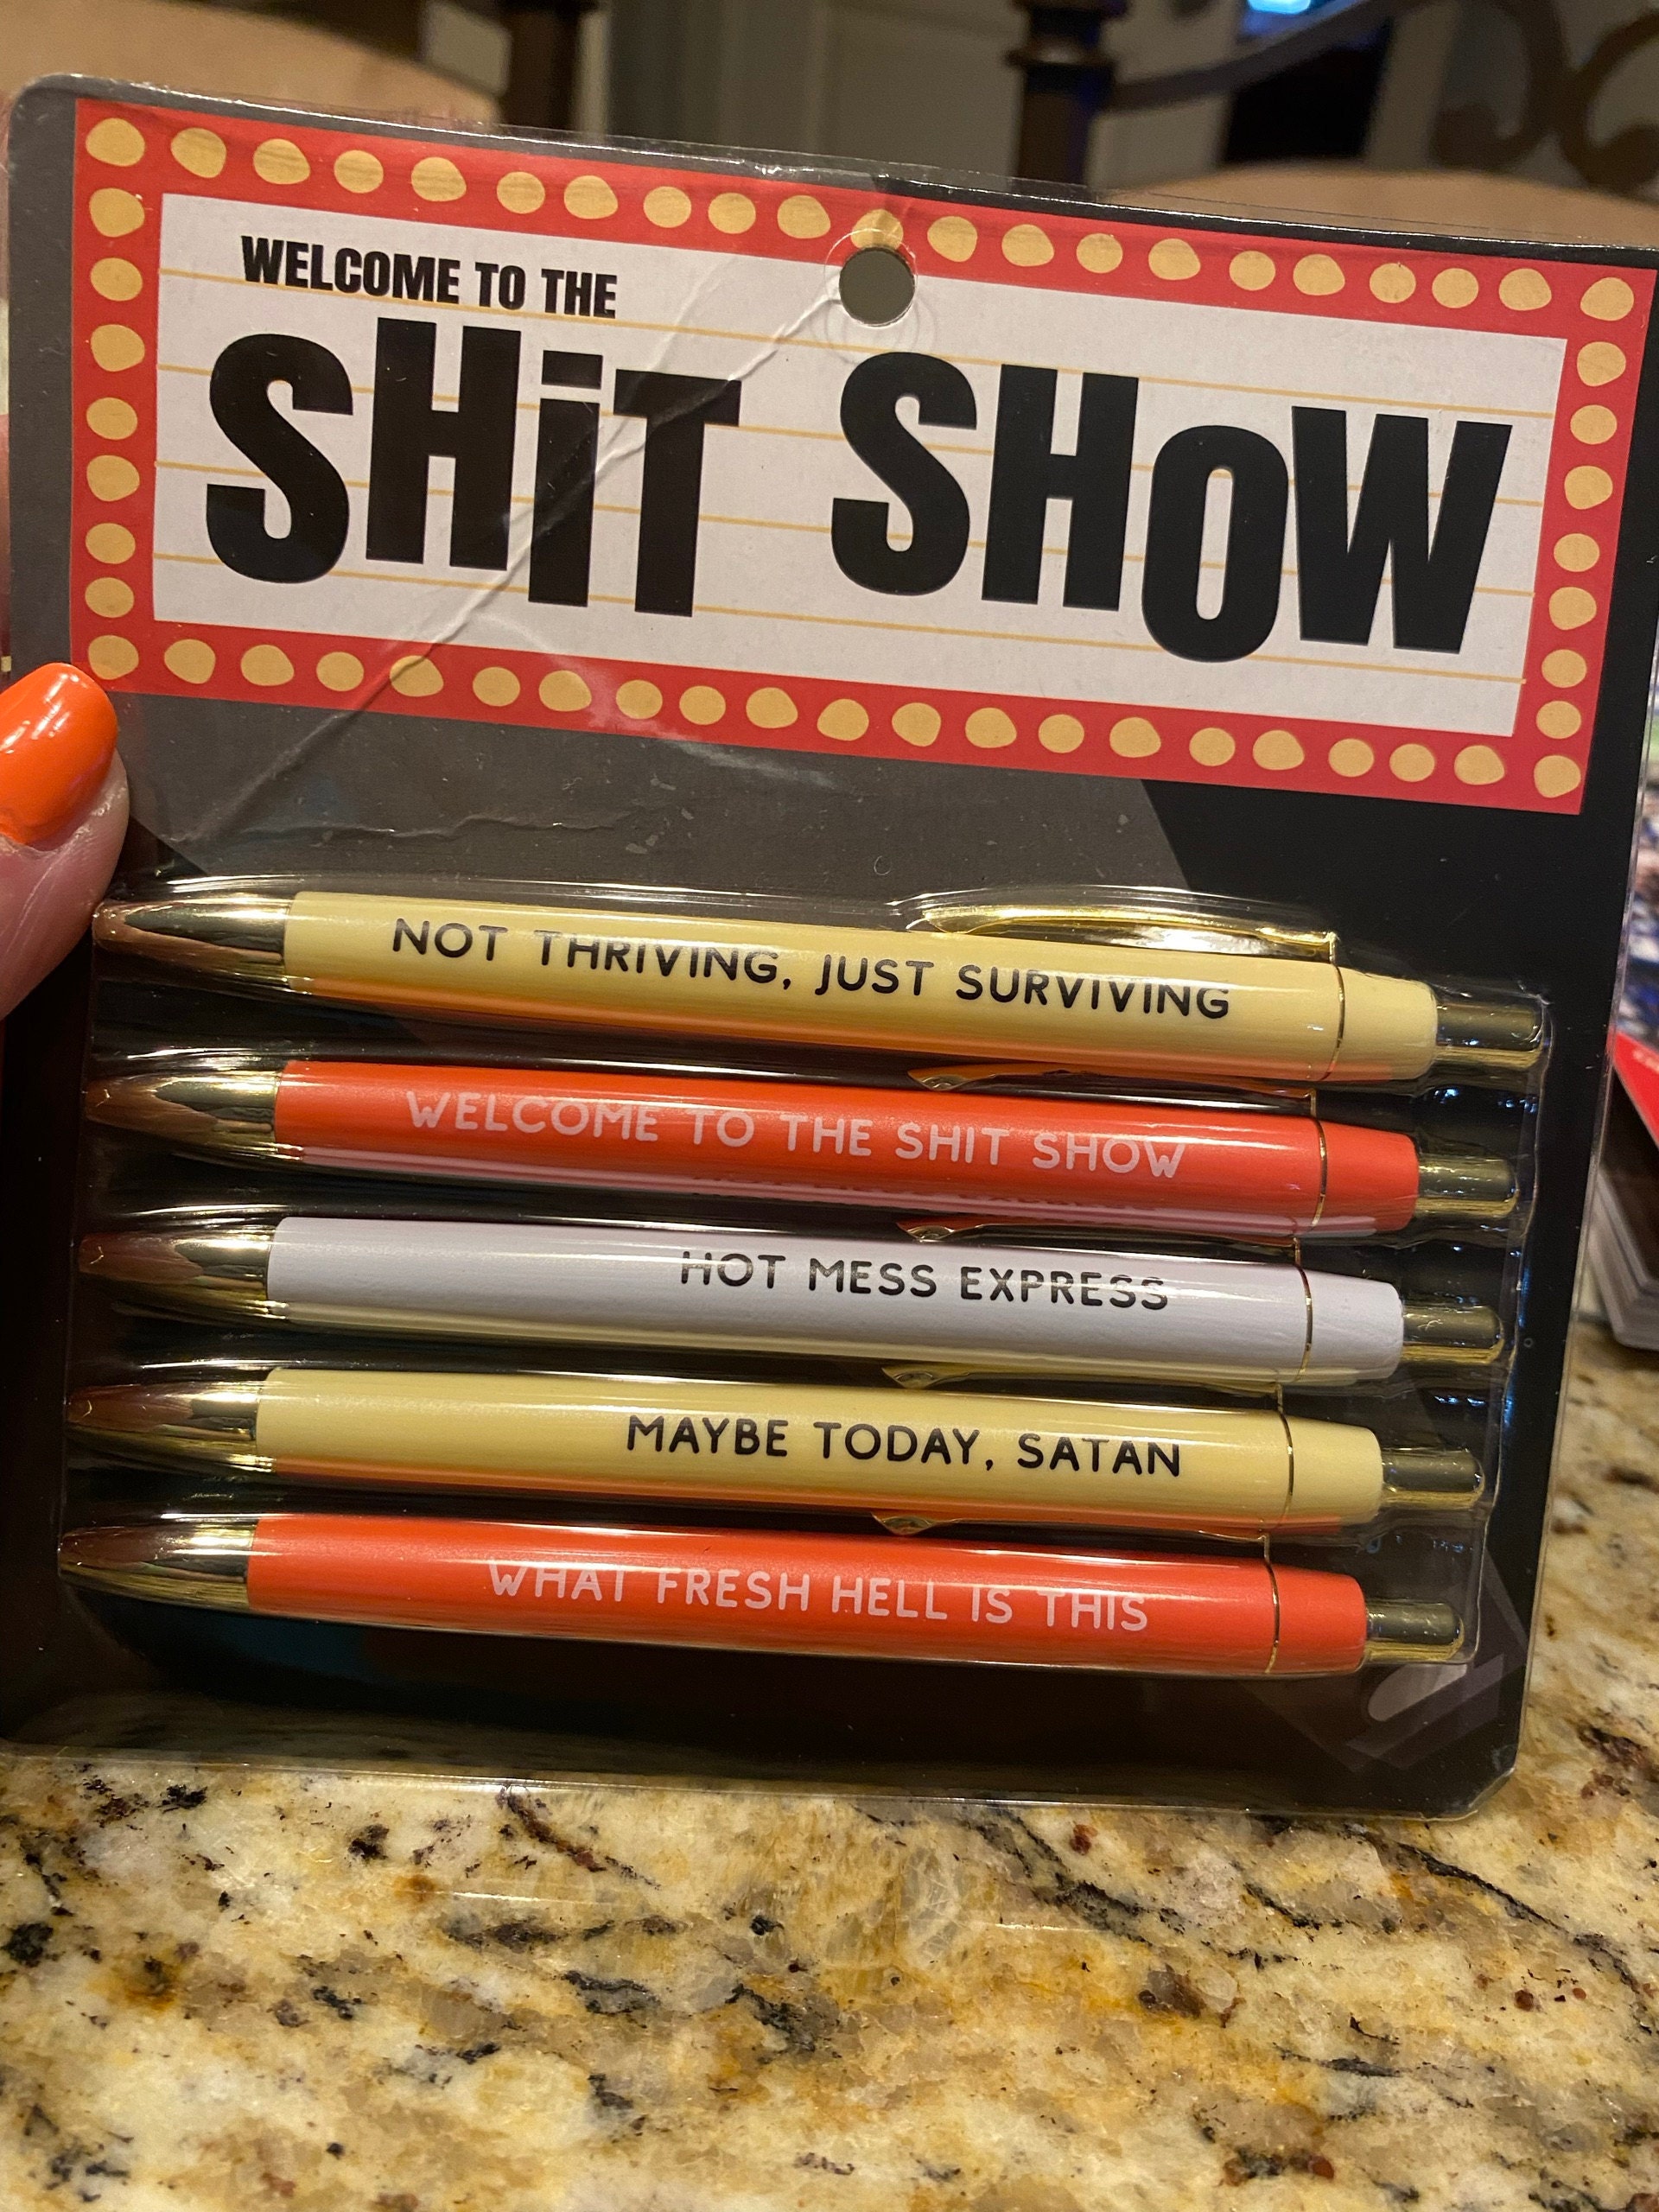 WELCOME TO THE
SHiT SHoW
NOT THRIVING, JUST SURVIVING
WELCOME TO THE SHIT SHOW
HOT MESS EXPRESS
MAYBE TODAY, SATAN
WHAT FRESH HELL IS THIS